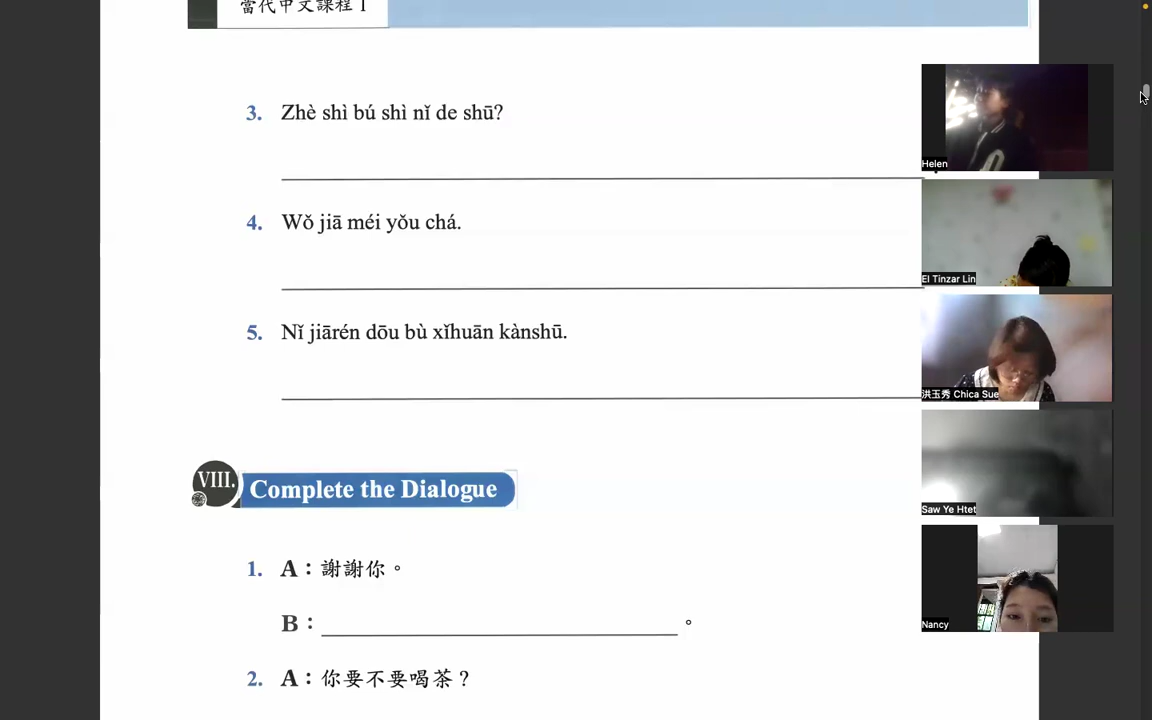 當代中文課程 1
3. Zhè shì bú shì nǐ de shū?
Helen
4. Wǒ jiā méi yǒu chá.
EI Tinzar Lin
5. Nǐ jiārén dōu bù xǐhuān kànshū.
洪玉秀 Chica Sue
VIII. Complete the Dialogue
Saw Ye Htet
1. A：謝謝你。
B：。
Nancy
2. A：你要不要喝茶？